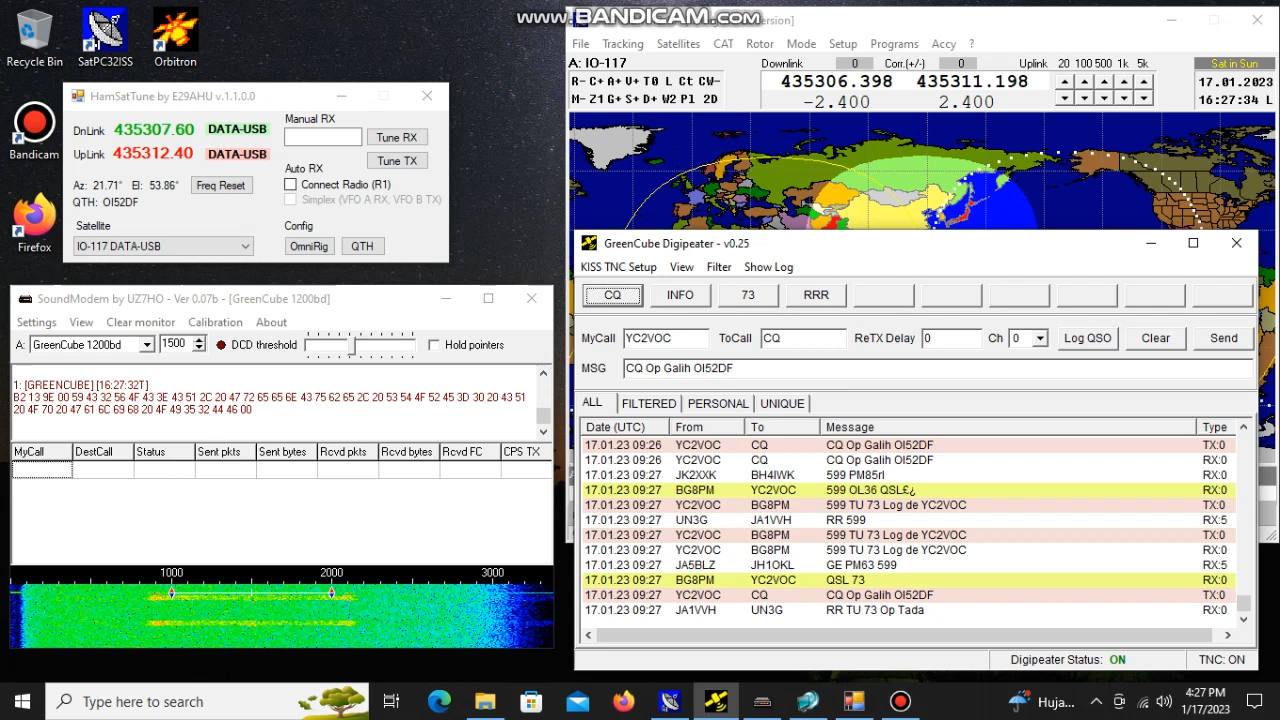 www.BANDICAM.com
Recycle Bin
SatPC32ISS
Orbitron
Bandicam
Firefox
HamSatTune by E29AHU v.1.1.0.0
DnLink 435307.60 DATA-USB
UpLink 435312.40 DATA-USB
Az: 21.71° El: 53.86° Freq Reset
QTH: OI52DF
Satellite
IO-117 DATA-USB
Manual RX
Tune RX
Tune TX
Auto RX
Connect Radio (R1)
Simplex (VFO A RX, VFO B TX)
Config
OmniRig QTH
SoundModem by UZ7HO - Ver 0.07b - [GreenCube 1200bd]
Settings View Clear monitor Calibration About
A: GreenCube 1200bd 1500 DCD threshold Hold pointers
1: [GREENCUBE] [16:27:32T]
B2 13 9E 00 59 43 32 56 4F 43 3E 43 51 2C 20 47 72 65 65 6E 43 75 62 65 2C 20 53 54 4F 52 45 3D 30 20 43 51
20 4F 70 20 47 61 6C 69 68 20 4F 49 35 32 44 46 00
MyCall DestCall Status Sent pkts Sent bytes Rcvd pkts Rcvd bytes Rcvd FC CPS TX
1000 2000 3000
ersion]
File Tracking Satellites CAT Rotor Mode Setup Programs Accy ?
A: IO-117 Downlink 0 Corr.(+/-) 0 Uplink 20 100 500 1k 5k Sat in Sun
R- C+ A+ V+ T0 L Ct CW- 435306.398 435311.198 17.01.2023
M- Z1 G+ S+ D+ W2 P1 2D -2.400 2.400 16:27:34 L
GreenCube Digipeater - v0.25
KISS TNC Setup View Filter Show Log
CQ INFO 73 RRR
MyCall YC2VOC ToCall CQ ReTX Delay 0 Ch 0 Log QSO Clear Send
MSG CQ Op Galih OI52DF
ALL FILTERED PERSONAL UNIQUE
Date (UTC) From To Message Type
17.01.23 09:26 YC2VOC CQ CQ Op Galih OI52DF TX:0
17.01.23 09:26 YC2VOC CQ CQ Op Galih OI52DF RX:0
17.01.23 09:27 JK2XXK BH4IWK 599 PM85rl RX:0
17.01.23 09:27 BG8PM YC2VOC 599 OL36 QSL£¿ RX:0
17.01.23 09:27 YC2VOC BG8PM 599 TU 73 Log de YC2VOC TX:0
17.01.23 09:27 UN3G JA1VVH RR 599 RX:5
17.01.23 09:27 YC2VOC BG8PM 599 TU 73 Log de YC2VOC TX:0
17.01.23 09:27 YC2VOC BG8PM 599 TU 73 Log de YC2VOC RX:0
17.01.23 09:27 JA5BLZ JH1OKL GE PM63 599 RX:5
17.01.23 09:27 BG8PM YC2VOC QSL 73 RX:0
17.01.23 09:27 YC2VOC CQ CQ Op Galih OI52DF TX:0
17.01.23 09:27 JA1VVH UN3G RR TU 73 Op Tada RX:0
Digipeater Status: ON TNC: ON
Type here to search
Huja...
4:27 PM
1/17/2023